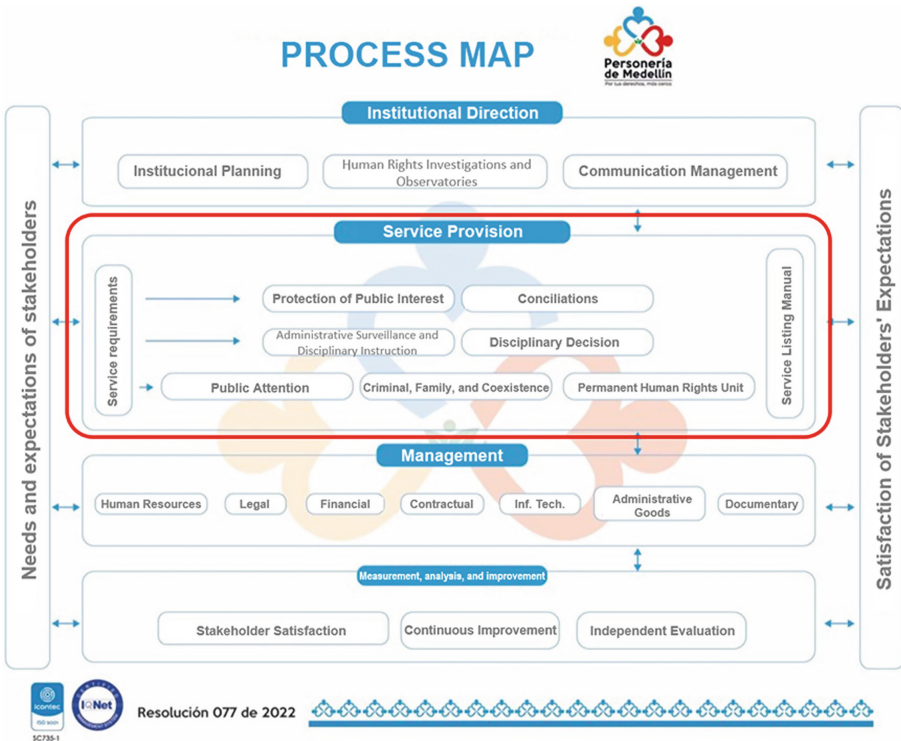 PROCESS MAP
Personería
de Medellín
Por tus derechos, más cerca
Needs and expectations of stakeholders
Institutional Direction
Institucional Planning
Human Rights Investigations and
Observatories
Communication Management
Service Provision
Service requirements
Protection of Public Interest
Conciliations
Administrative Surveillance and
Disciplinary Instruction
Disciplinary Decision
Public Attention
Criminal, Family, and Coexistence
Permanent Human Rights Unit
Service Listing Manual
Management
Human Resources
Legal
Financial
Contractual
Inf. Tech.
Administrative
Goods
Documentary
Measurement, analysis, and improvement
Stakeholder Satisfaction
Continuous Improvement
Independent Evaluation
Satisfaction of Stakeholders' Expectations
icontec
ISO 9001
SC735-1
IQNet
Resolución 077 de 2022